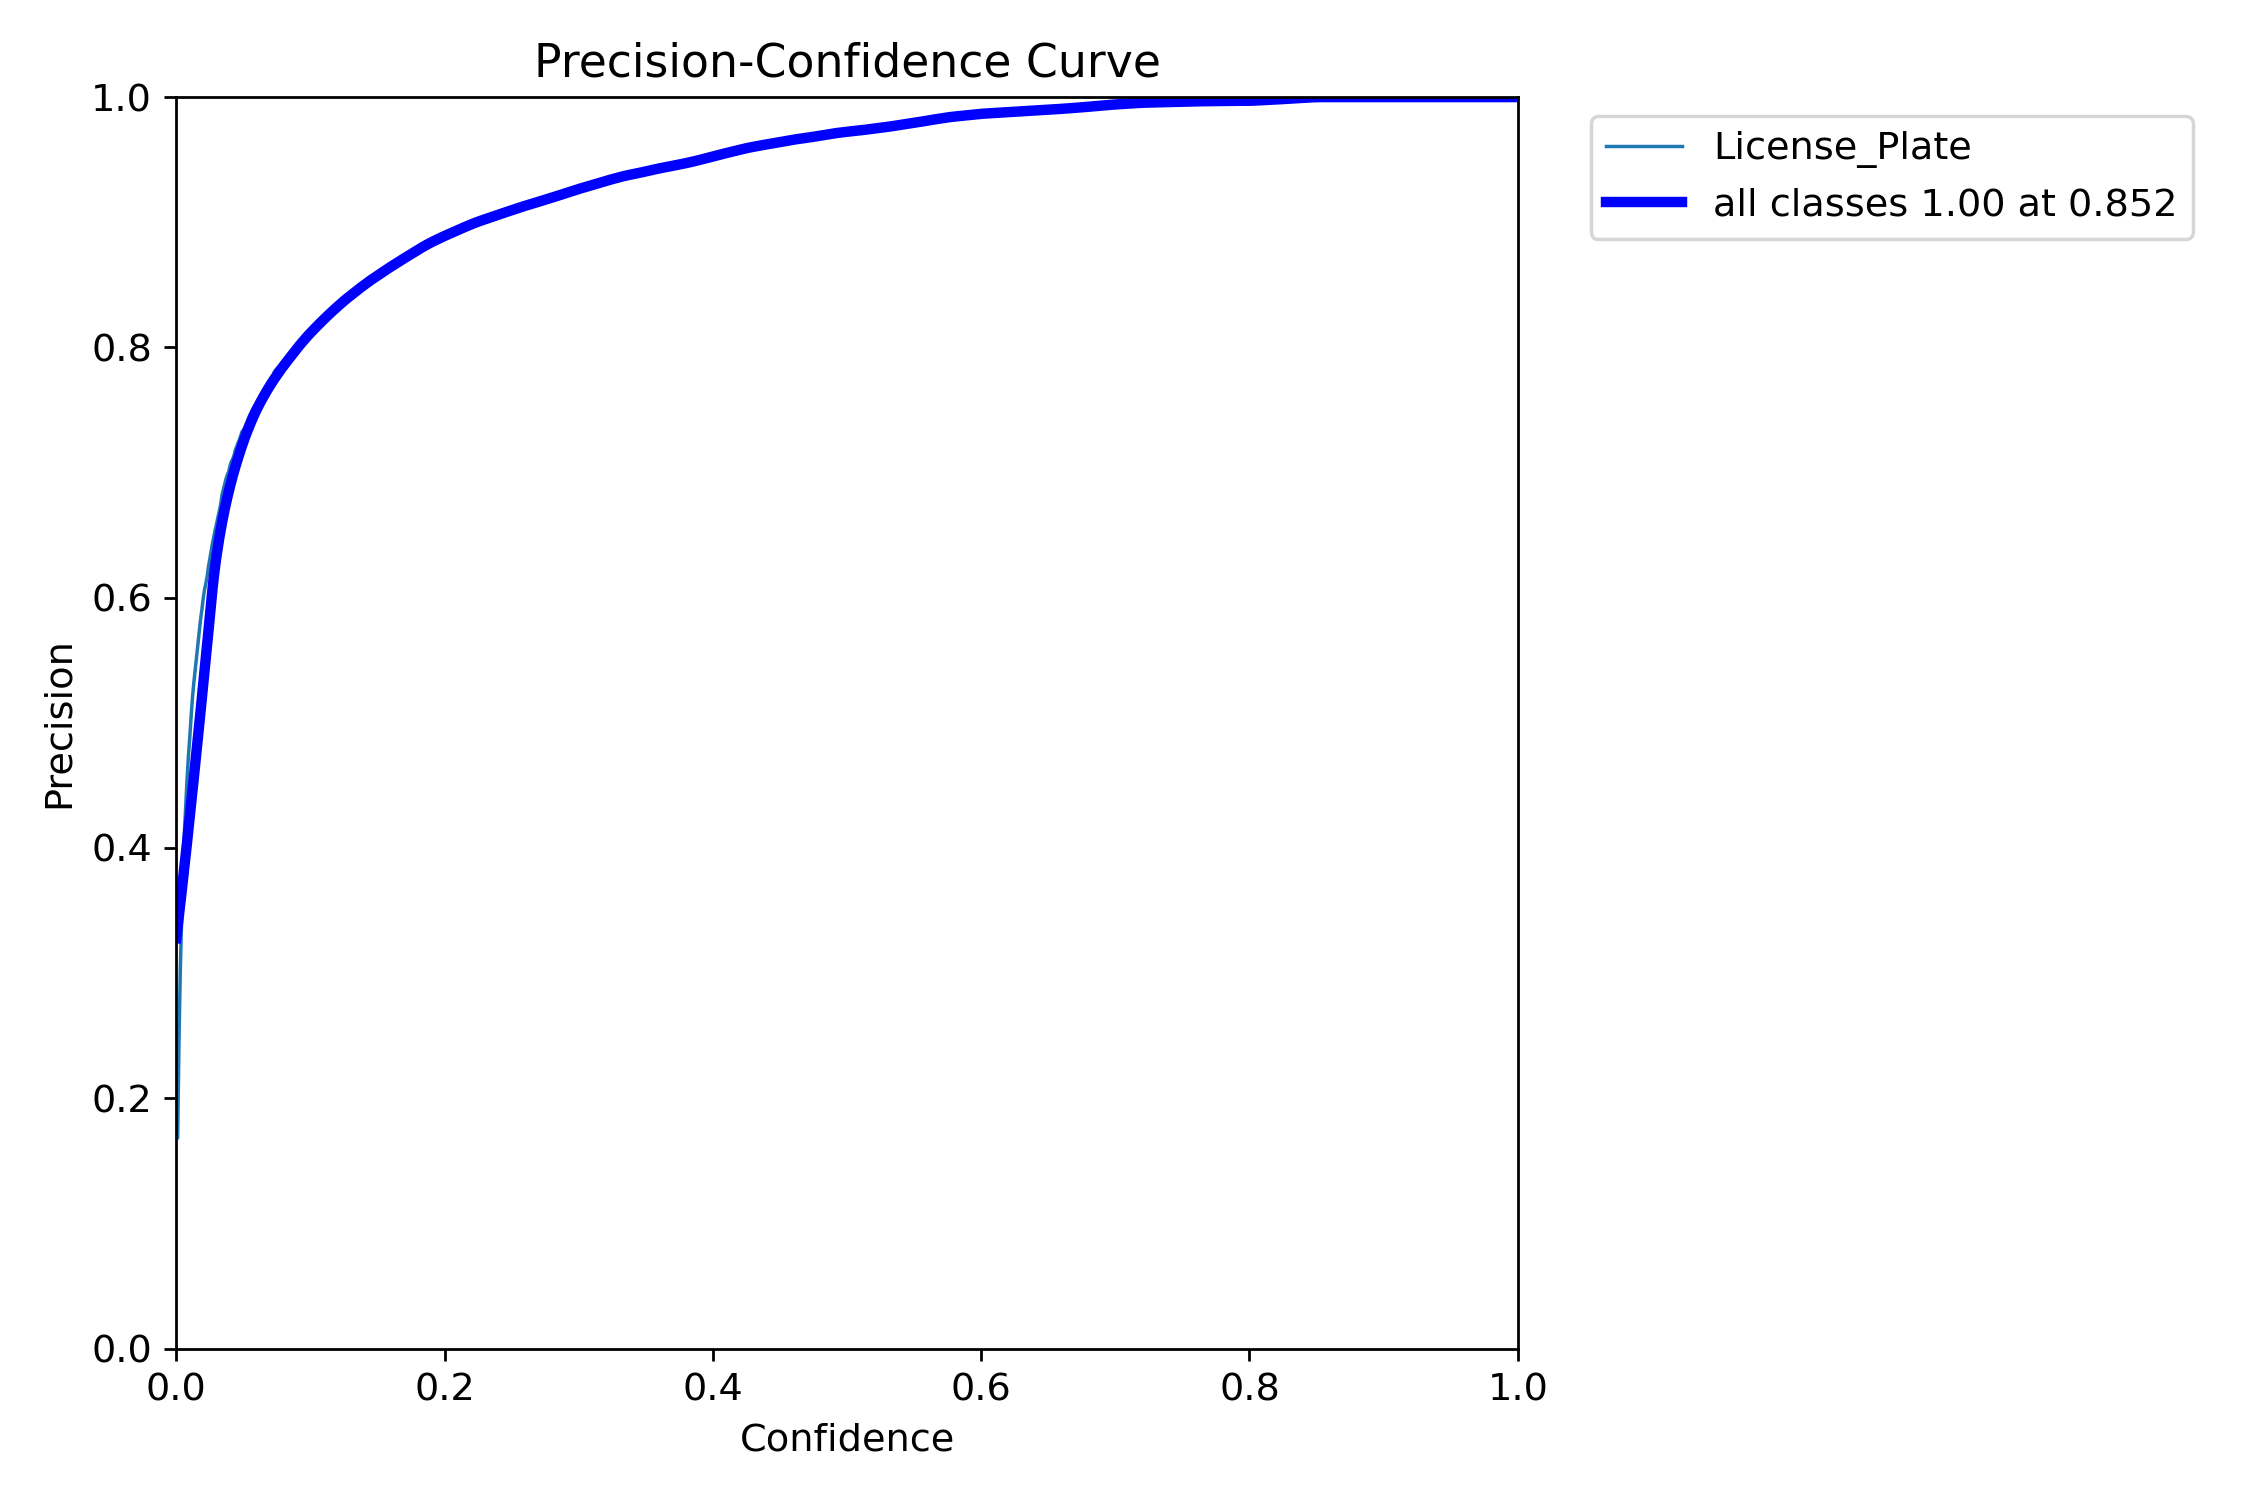 Precision-Confidence Curve
1.0
0.8
0.6
0.4
0.2
0.0
Precision
0.0 0.2 0.4 0.6 0.8 1.0
Confidence
License_Plate
all classes 1.00 at 0.852